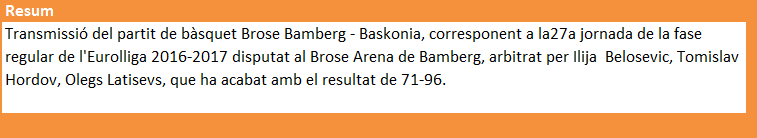 Resum
Transmissió del partit de bàsquet Brose Bamberg - Baskonia, corresponent a la27a jornada de la fase
regular de l'Eurolliga 2016-2017 disputat al Brose Arena de Bamberg, arbitrat per Ilija  Belosevic, Tomislav
Hordov, Olegs Latisevs, que ha acabat amb el resultat de 71-96.